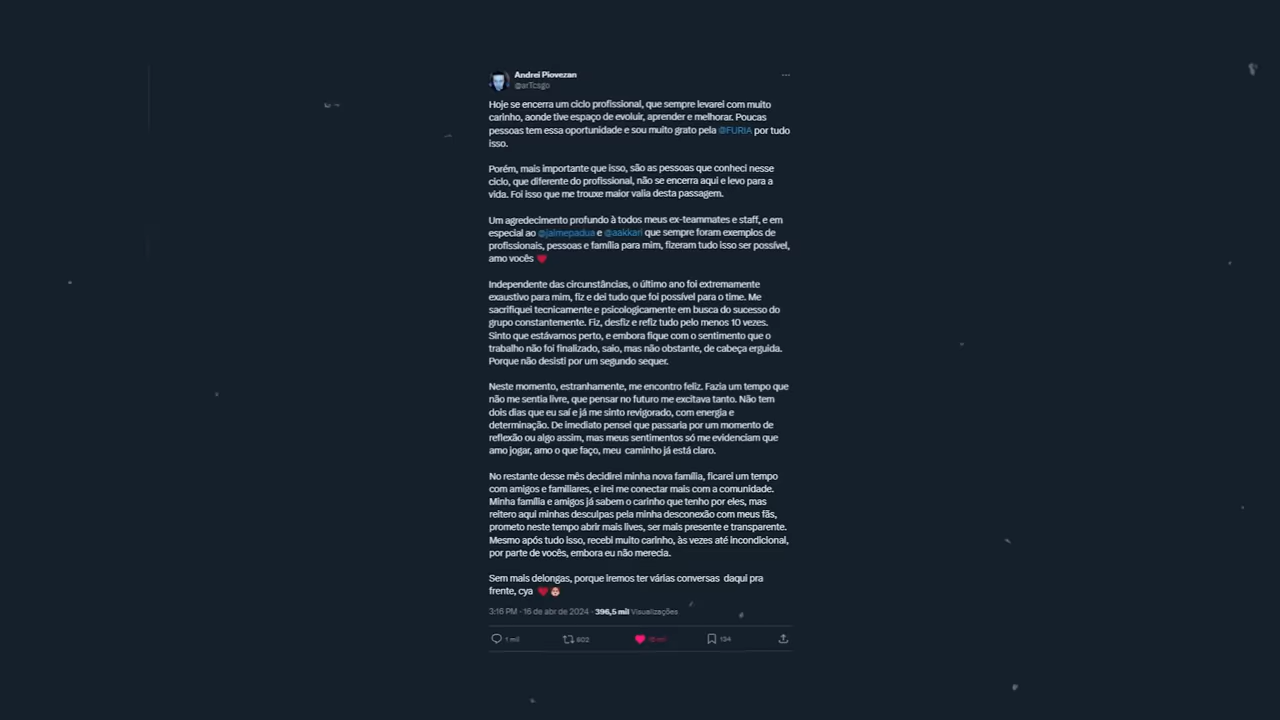 Andrei Piovezan
@arTcsgo
Hoje se encerra um ciclo profissional, que sempre levarei com muito
carinho, aonde tive espaço de evoluir, aprender e melhorar. Poucas
pessoas tem essa oportunidade e sou muito grato pela @FURIA por tudo
isso.
Porém, mais importante que isso, são as pessoas que conheci nesse
ciclo, que diferente do profissional, não se encerra aqui e levo para a
vida. Foi isso que me trouxe maior valia desta passagem.
Um agredecimento profundo à todos meus ex-teammates e staff, e em
especial ao @jaimepadua e @aakkari que sempre foram exemplos de
profissionais, pessoas e família para mim, fizeram tudo isso ser possível,
amo vocês ❤️
Independente das circunstâncias, o último ano foi extremamente
exaustivo para mim, fiz e dei tudo que foi possível para o time. Me
sacrifiquei tecnicamente e psicologicamente em busca do sucesso do
grupo constantemente. Fiz, desfiz e refiz tudo pelo menos 10 vezes.
Sinto que estávamos perto, e embora fique com o sentimento que o
trabalho não foi finalizado, saio, mas não obstante, de cabeça erguida.
Porque não desisti por um segundo sequer.
Neste momento, estranhamente, me encontro feliz. Fazia um tempo que
não me sentia livre, que pensar no futuro me excitava tanto. Não tem
dois dias que eu saí e já me sinto revigorado, com energia e
determinação. De imediato pensei que passaria por um momento de
reflexão ou algo assim, mas meus sentimentos só me evidenciam que
amo jogar, amo o que faço, meu caminho já está claro.
No restante desse mês decidirei minha nova família, ficarei um tempo
com amigos e familiares, e irei me conectar mais com a comunidade.
Minha família e amigos já sabem o carinho que tenho por eles, mas
reitero aqui minhas desculpas pela minha desconexão com meus fãs,
prometo neste tempo abrir mais lives, ser mais presente e transparente.
Mesmo após tudo isso, recebi muito carinho, às vezes até incondicional,
por parte de vocês, embora eu não merecia.
Sem mais delongas, porque iremos ter várias conversas daqui pra
frente, cya ❤️
3:16 PM · 16 de abr de 2024 · 396,5 mil Visualizações
1 mil 602 134